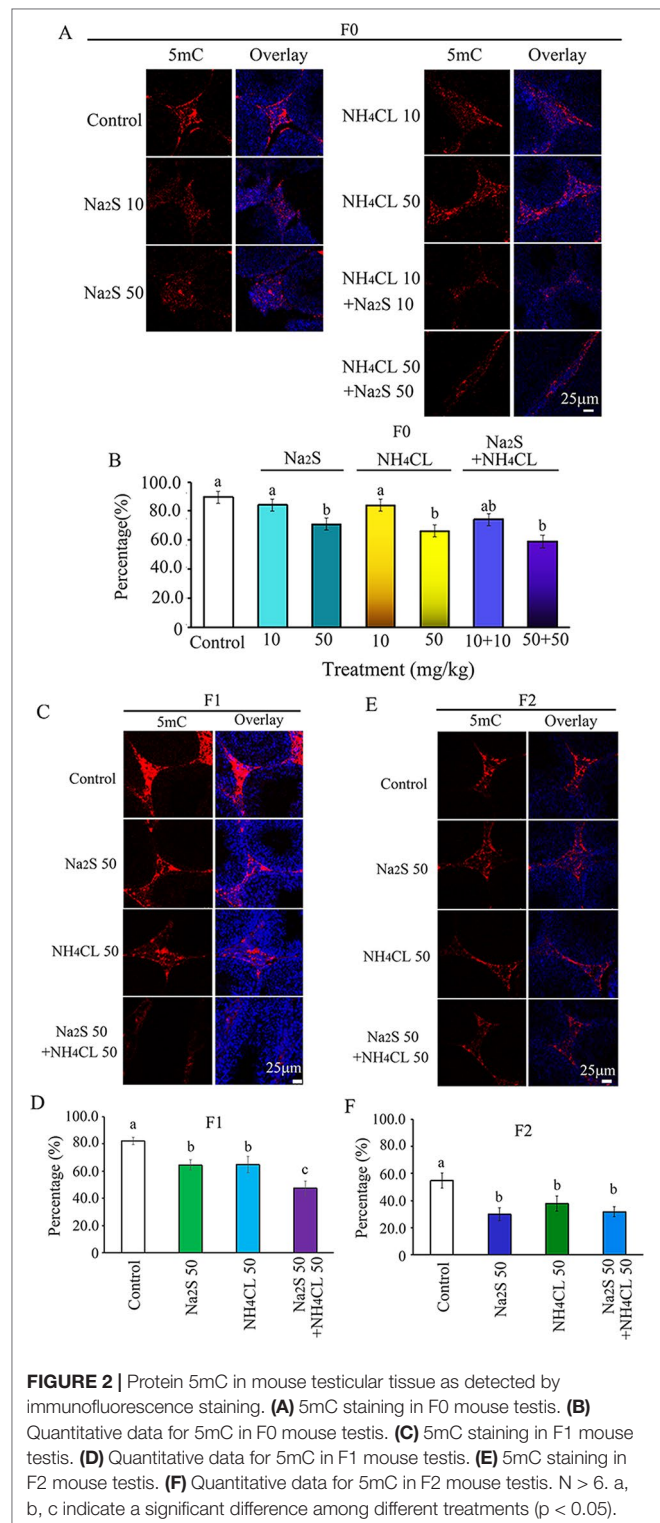 A
F0
5mC Overlay
5mC Overlay
Control
Na2S 10
Na2S 50
NH4CL 10
NH4CL 50
NH4CL 10
+Na2S 10
NH4CL 50
+Na2S 50
25μm
B
F0
Na2S
NH4CL
Na2S
+NH4CL
Percentage(%)
100.0
80.0
60.0
40.0
20.0
0
a
a
b
a
b
ab
b
Control 10 50 10 50 10+10 50+50
Treatment (mg/kg)
C
F1
5mC Overlay
Control
Na2S 50
NH4CL 50
Na2S 50
+NH4CL 50
25μm
E
F2
5mC Overlay
Control
Na2S 50
NH4CL 50
Na2S 50
+NH4CL 50
25μm
D
F1
Percentage (%)
100.0
80.0
60.0
40.0
20.0
0
a
b
b
c
Control
Na2S 50
NH4CL 50
Na2S 50
+NH4CL 50
F
F2
Percentage (%)
100.0
80.0
60.0
40.0
20.0
0
a
b
b
b
Control
Na2S 50
NH4CL 50
Na2S 50
+NH4CL 50
FIGURE 2 | Protein 5mC in mouse testicular tissue as detected by
immunofluorescence staining. (A) 5mC staining in F0 mouse testis. (B)
Quantitative data for 5mC in F0 mouse testis. (C) 5mC staining in F1 mouse
testis. (D) Quantitative data for 5mC in F1 mouse testis. (E) 5mC staining in
F2 mouse testis. (F) Quantitative data for 5mC in F2 mouse testis. N > 6. a,
b, c indicate a significant difference among different treatments (p < 0.05).